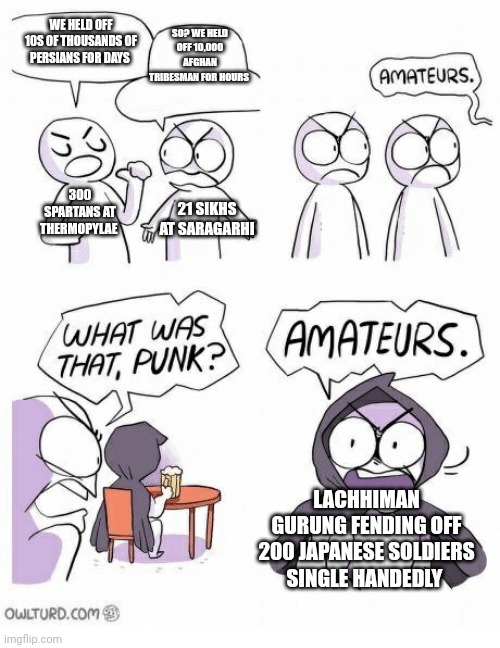 WE HELD OFF
10S OF THOUSANDS OF
PERSIANS FOR DAYS
SO? WE HELD
OFF 10,000
AFGHAN
TRIBESMAN FOR HOURS
300
SPARTANS AT
THERMOPYLAE
21 SIKHS
AT SARAGARHI
AMATEURS.
WHAT WAS
THAT, PUNK?
AMATEURS.
LACHHIMAN
GURUNG FENDING OFF
200 JAPANESE SOLDIERS
SINGLE HANDEDLY
OWLTURD.COM
imgflip.com